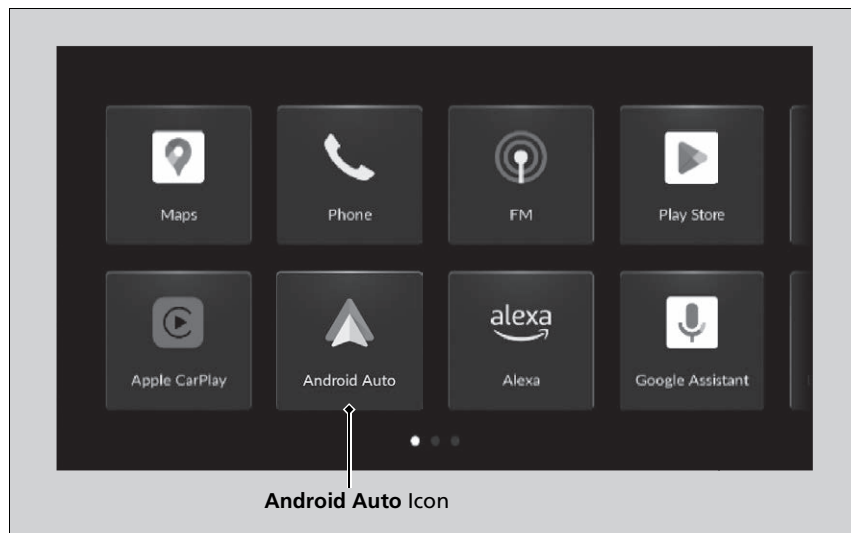 Maps
Phone
FM
Play Store
alexa
Apple CarPlay
Android Auto
Alexa
Google Assistant
Android Auto Icon